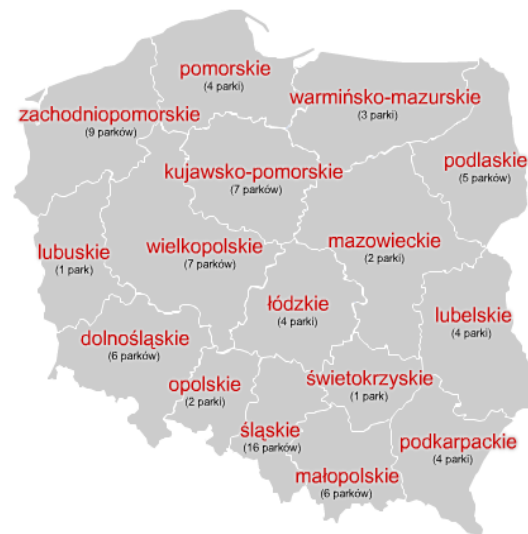 pomorskie
(4 parki)
warmińsko-mazurskie
(3 parki)
zachodniopomorskie
(9 parków)
podlaskie
(5 parków)
kujawsko-pomorskie
(7 parków)
lubuskie
(1 park)
wielkopolskie
(7 parków)
mazowieckie
(2 parki)
łódzkie
(4 parki)
lubelskie
(4 parki)
dolnośląskie
(6 parków)
opolskie
(2 parki)
świetokrzyskie
(1 park)
śląskie
(16 parków)
podkarpackie
(4 parki)
małopolskie
(6 parków)